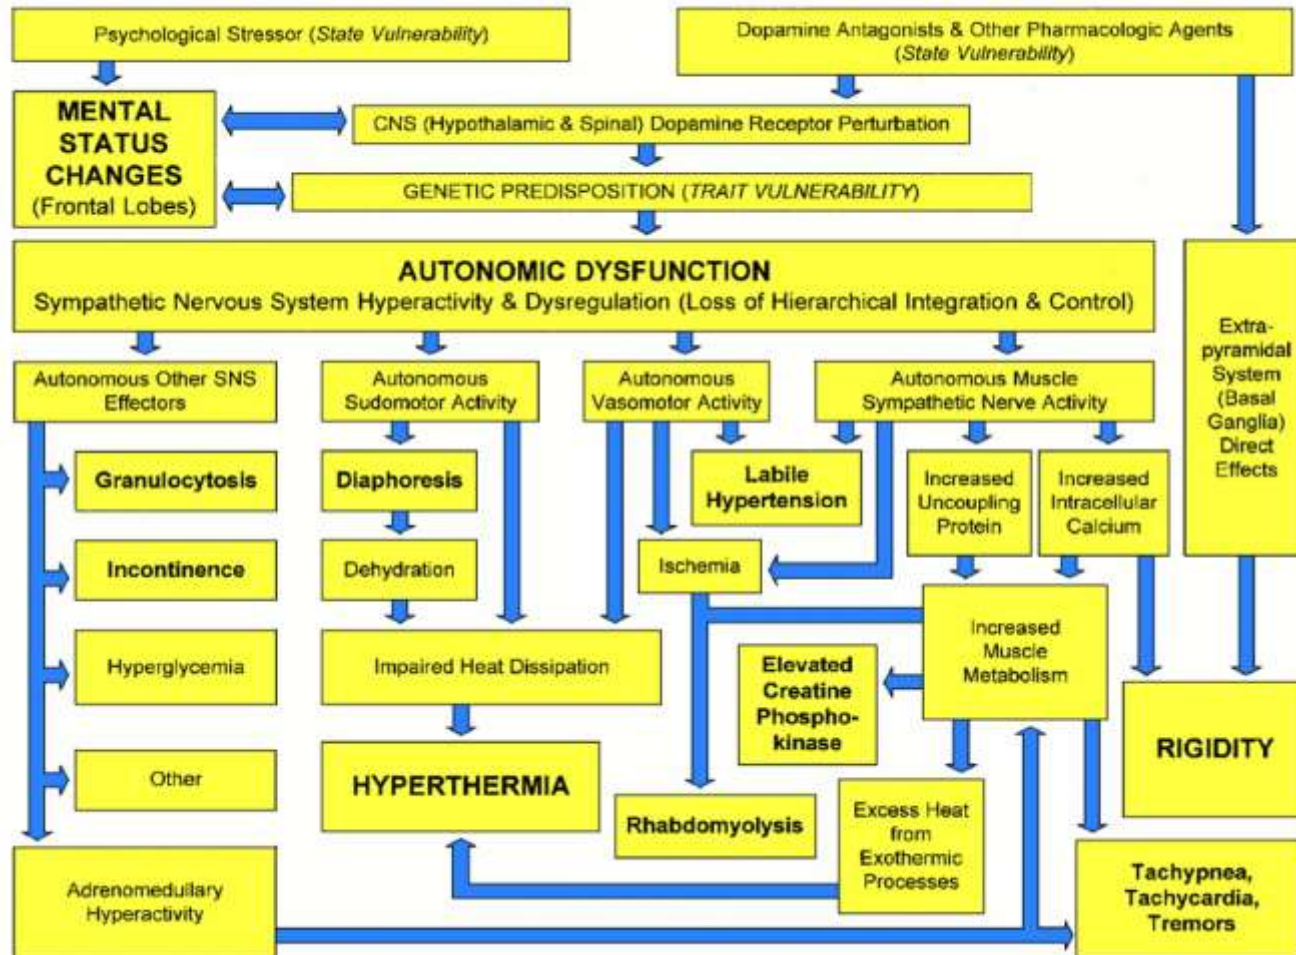 Psychological Stressor (State Vulnerability)
Dopamine Antagonists & Other Pharmacologic Agents
(State Vulnerability)
MENTAL
STATUS
CHANGES
(Frontal Lobes)
CNS (Hypothalamic & Spinal) Dopamine Receptor Perturbation
GENETIC PREDISPOSITION (TRAIT VULNERABILITY)
AUTONOMIC DYSFUNCTION
Sympathetic Nervous System Hyperactivity & Dysregulation (Loss of Hierarchical Integration & Control)
Extra-
pyramidal
System
(Basal
Ganglia)
Direct
Effects
Autonomous Other SNS
Effectors
Autonomous
Sudomotor Activity
Autonomous
Vasomotor Activity
Autonomous Muscle
Sympathetic Nerve Activity
Granulocytosis
Diaphoresis
Labile
Hypertension
Increased
Uncoupling
Protein
Increased
Intracellular
Calcium
Incontinence
Dehydration
Ischemia
Hyperglycemia
Impaired Heat Dissipation
Elevated
Creatine
Phospho-
kinase
Increased
Muscle
Metabolism
RIGIDITY
Other
HYPERTHERMIA
Rhabdomyolysis
Excess Heat
from
Exothermic
Processes
Adrenomedullary
Hyperactivity
Tachypnea,
Tachycardia,
Tremors